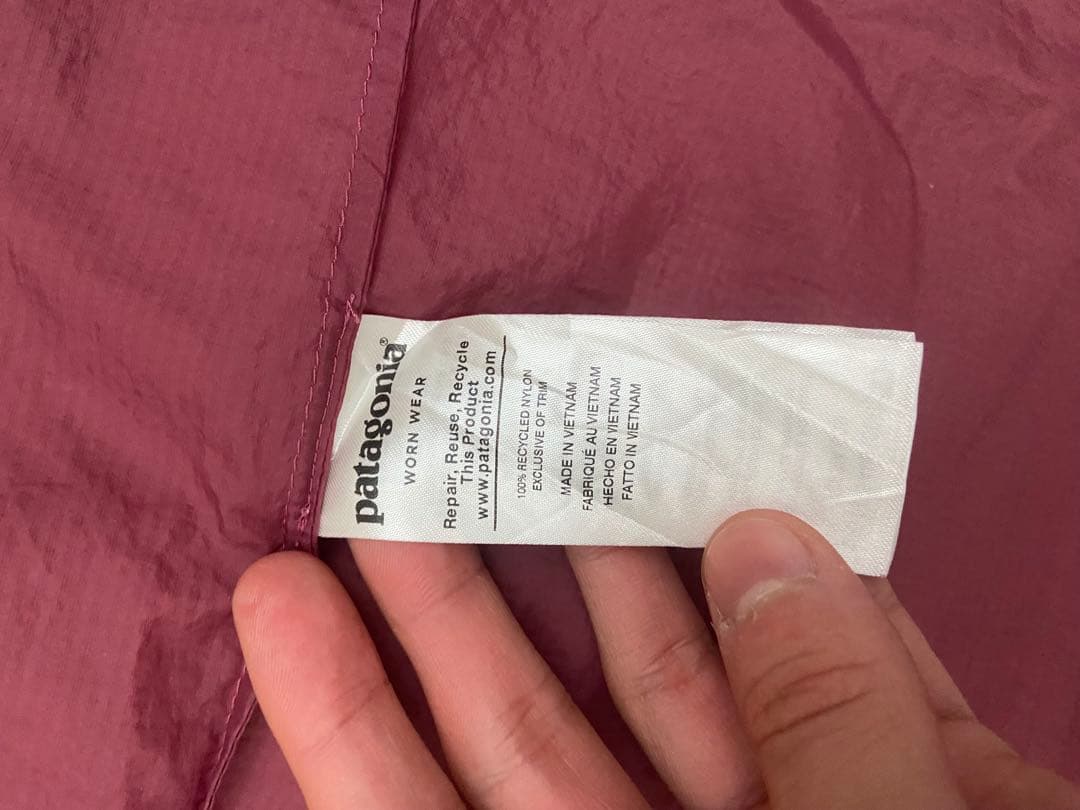 patagonia®
WORN WEAR
Repair, Reuse, Recycle
This Product
www.patagonia.com
100% RECYCLED NYLON
EXCLUSIVE OF TRIM
MADE IN VIETNAM
FABRIQUÉ AU VIETNAM
HECHO EN VIETNAM
FATTO IN VIETNAM